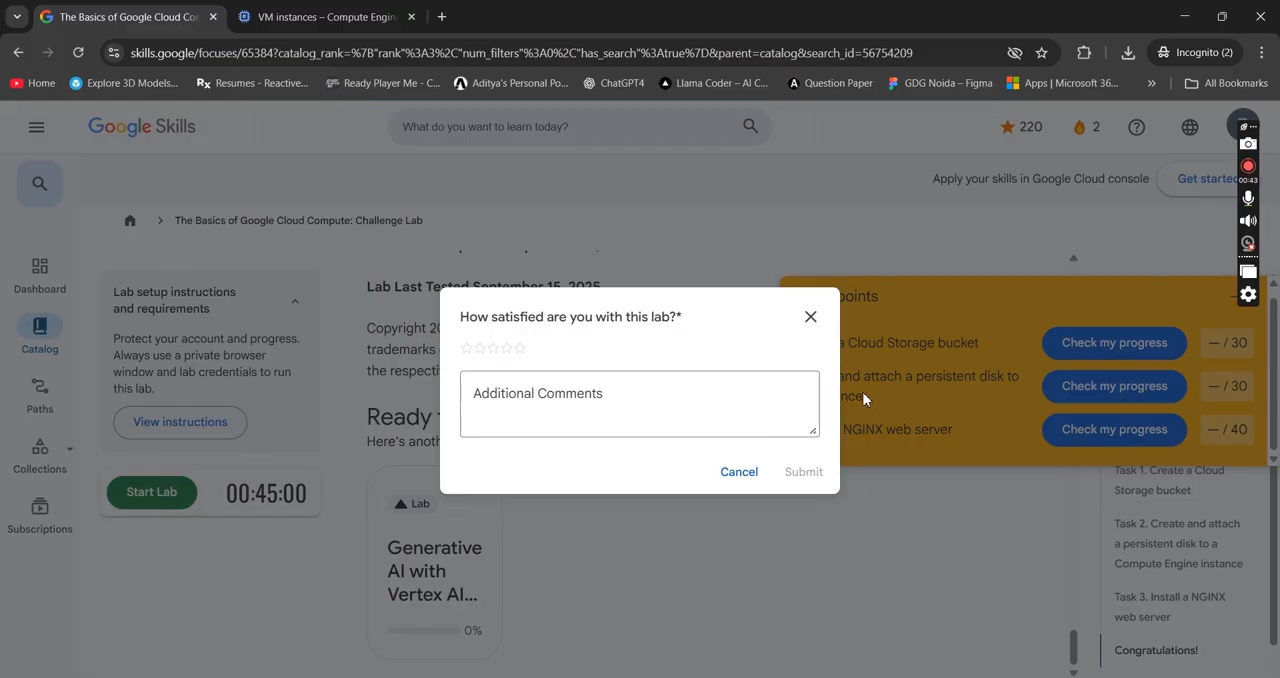 The Basics of Google Cloud Co
VM instances – Compute Engin
skills.google/focuses/65384?catalog_rank=%7B"rank"%3A3%2C"num_filters"%3A0%2C"has_search"%3Atrue%7D&parent=catalog&search_id=56754209
Incognito (2)
Home
Explore 3D Models...
Resumes - Reactive...
Ready Player Me - C...
Aditya's Personal Po...
ChatGPT4
Llama Coder – AI C...
Question Paper
GDG Noida – Figma
Apps | Microsoft 36...
All Bookmarks
Google Skills
What do you want to learn today?
220
2
00:43
Apply your skills in Google Cloud console
Get started
The Basics of Google Cloud Compute: Challenge Lab
Dashboard
Catalog
Paths
Collections
Subscriptions
Lab setup instructions
and requirements
Protect your account and progress.
Always use a private browser
window and lab credentials to run
this lab.
View instructions
Start Lab
00:45:00
Lab Last Tested September 15, 2025
Copyright 2
trademarks
the respecti
Ready
Here's anoth
Lab
Generative
AI with
Vertex AI...
0%
How satisfied are you with this lab?*
Additional Comments
Cancel
Submit
points
a Cloud Storage bucket
Check my progress
– / 30
and attach a persistent disk to
nce
Check my progress
– / 30
NGINX web server
Check my progress
– / 40
Task 1. Create a Cloud
Storage bucket
Task 2. Create and attach
a persistent disk to a
Compute Engine instance
Task 3. Install a NGINX
web server
Congratulations!